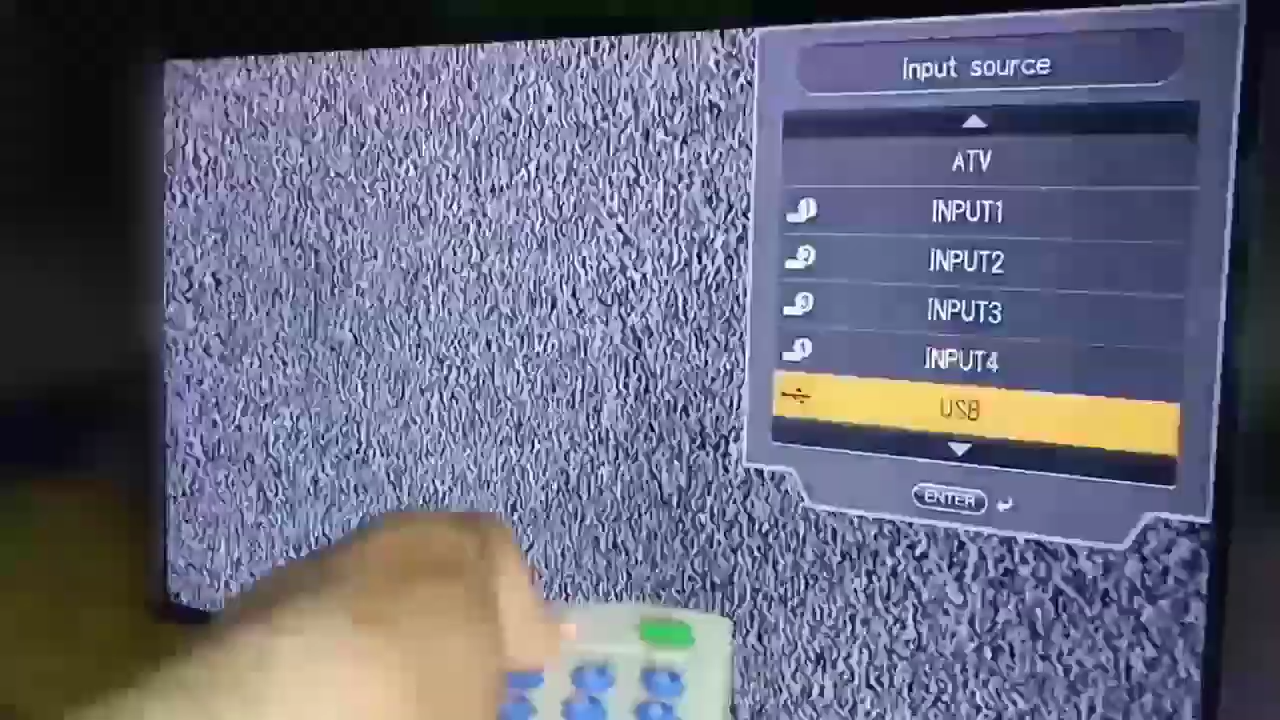 Input source
ATV
INPUT1
INPUT2
INPUT3
INPUT4
USB
ENTER